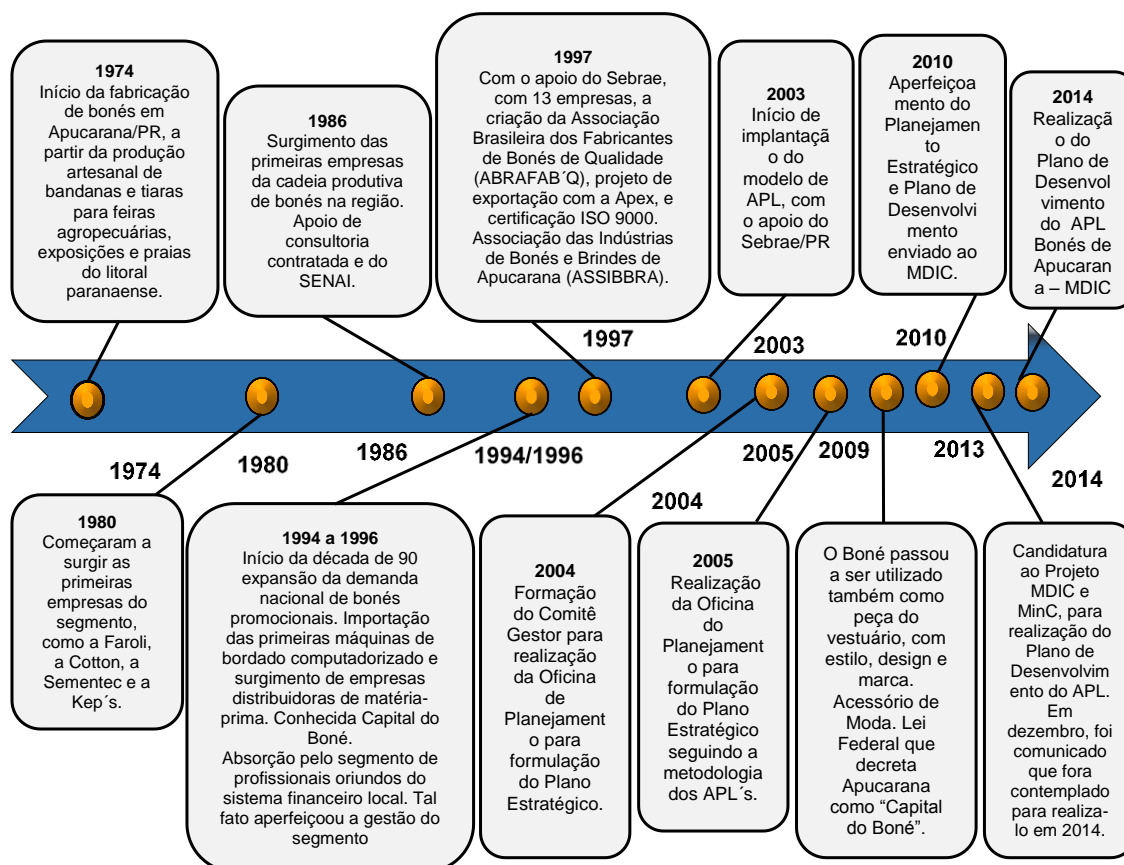 1974
Início da fabricação
de bonés em
Apucarana/PR, a
partir da produção
artesanal de
bandanas e tiaras
para feiras
agropecuárias,
exposições e praias
do litoral
paranaense.
1986
Surgimento das
primeiras empresas
da cadeia produtiva
de bonés na região.
Apoio de
consultoria
contratada e do
SENAI.
1997
Com o apoio do Sebrae,
com 13 empresas, a
criação da Associação
Brasileira dos Fabricantes
de Bonés de Qualidade
(ABRAFAB´Q), projeto de
exportação com a Apex, e
certificação ISO 9000.
Associação das Indústrias
de Bonés e Brindes de
Apucarana (ASSIBBRA).
2003
Início de
implantaçã
o do
modelo de
APL, com
o apoio do
Sebrae/PR
2010
Aperfeiçoa
mento do
Planejamen
to
Estratégico
e Plano de
Desenvolvi
mento
enviado ao
MDIC.
2014
Realizaçã
o do
Plano de
Desenvol
vimento
do APL
Bonés de
Apucaran
a – MDIC
1997
2003
2010
1974
1980
1986
1994/1996
2004
2005
2009
2013
2014
1980
Começaram a
surgir as
primeiras
empresas do
segmento,
como a Faroli,
a Cotton, a
Sementec e a
Kep´s.
1994 a 1996
Início da década de 90
expansão da demanda
nacional de bonés
promocionais. Importação
das primeiras máquinas de
bordado computadorizado e
surgimento de empresas
distribuidoras de matéria-
prima. Conhecida Capital do
Boné.
Absorção pelo segmento de
profissionais oriundos do
sistema financeiro local. Tal
fato aperfeiçoou a gestão do
segmento
2004
Formação
do Comitê
Gestor para
realização
da Oficina
de
Planejament
o para
formulação
do Plano
Estratégico.
2005
Realização
da Oficina
do
Planejament
o para
formulação
do Plano
Estratégico
seguindo a
metodologia
dos APL´s.
O Boné passou
a ser utilizado
também como
peça do
vestuário, com
estilo, design e
marca.
Acessório de
Moda. Lei
Federal que
decreta
Apucarana
como “Capital
do Boné”.
Candidatura
ao Projeto
MDIC e
MinC, para
realização do
Plano de
Desenvolvim
ento do APL.
Em
dezembro, foi
comunicado
que fora
contemplado
para realiza-
lo em 2014.